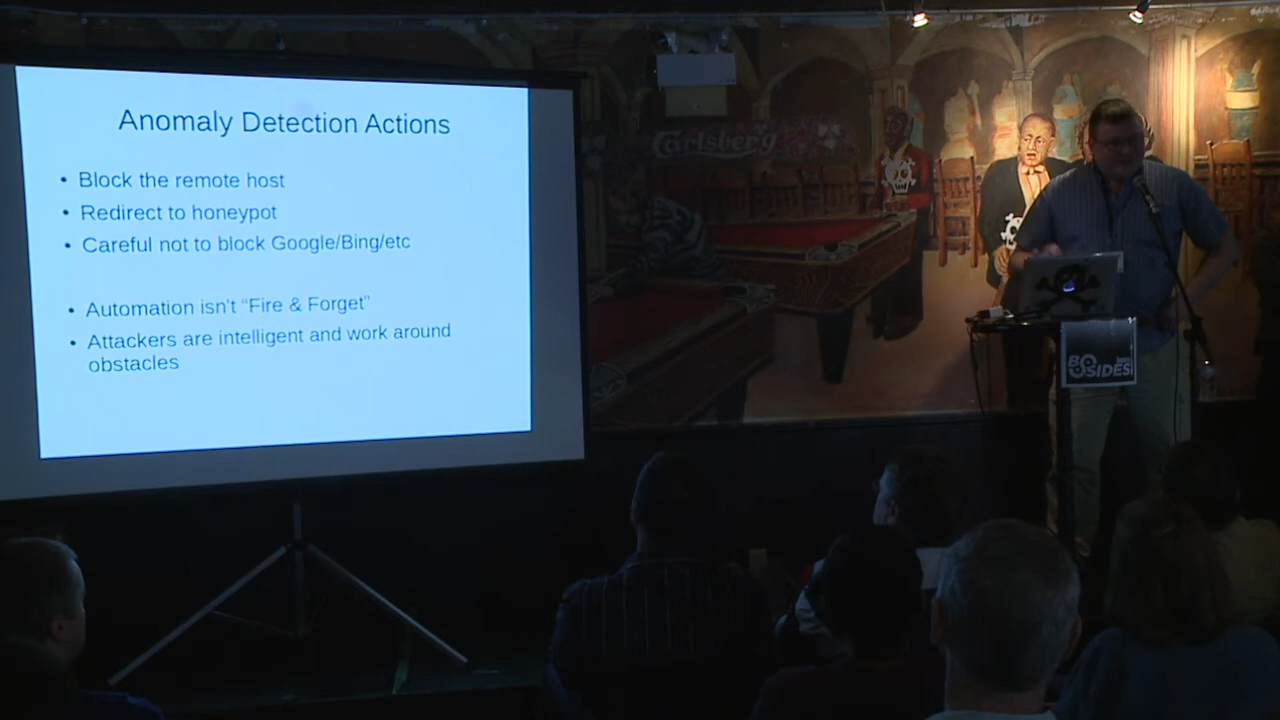 Anomaly Detection Actions
• Block the remote host
• Redirect to honeypot
• Careful not to block Google/Bing/etc
• Automation isn't “Fire & Forget”
• Attackers are intelligent and work around
obstacles
Carlsberg
BSIDES